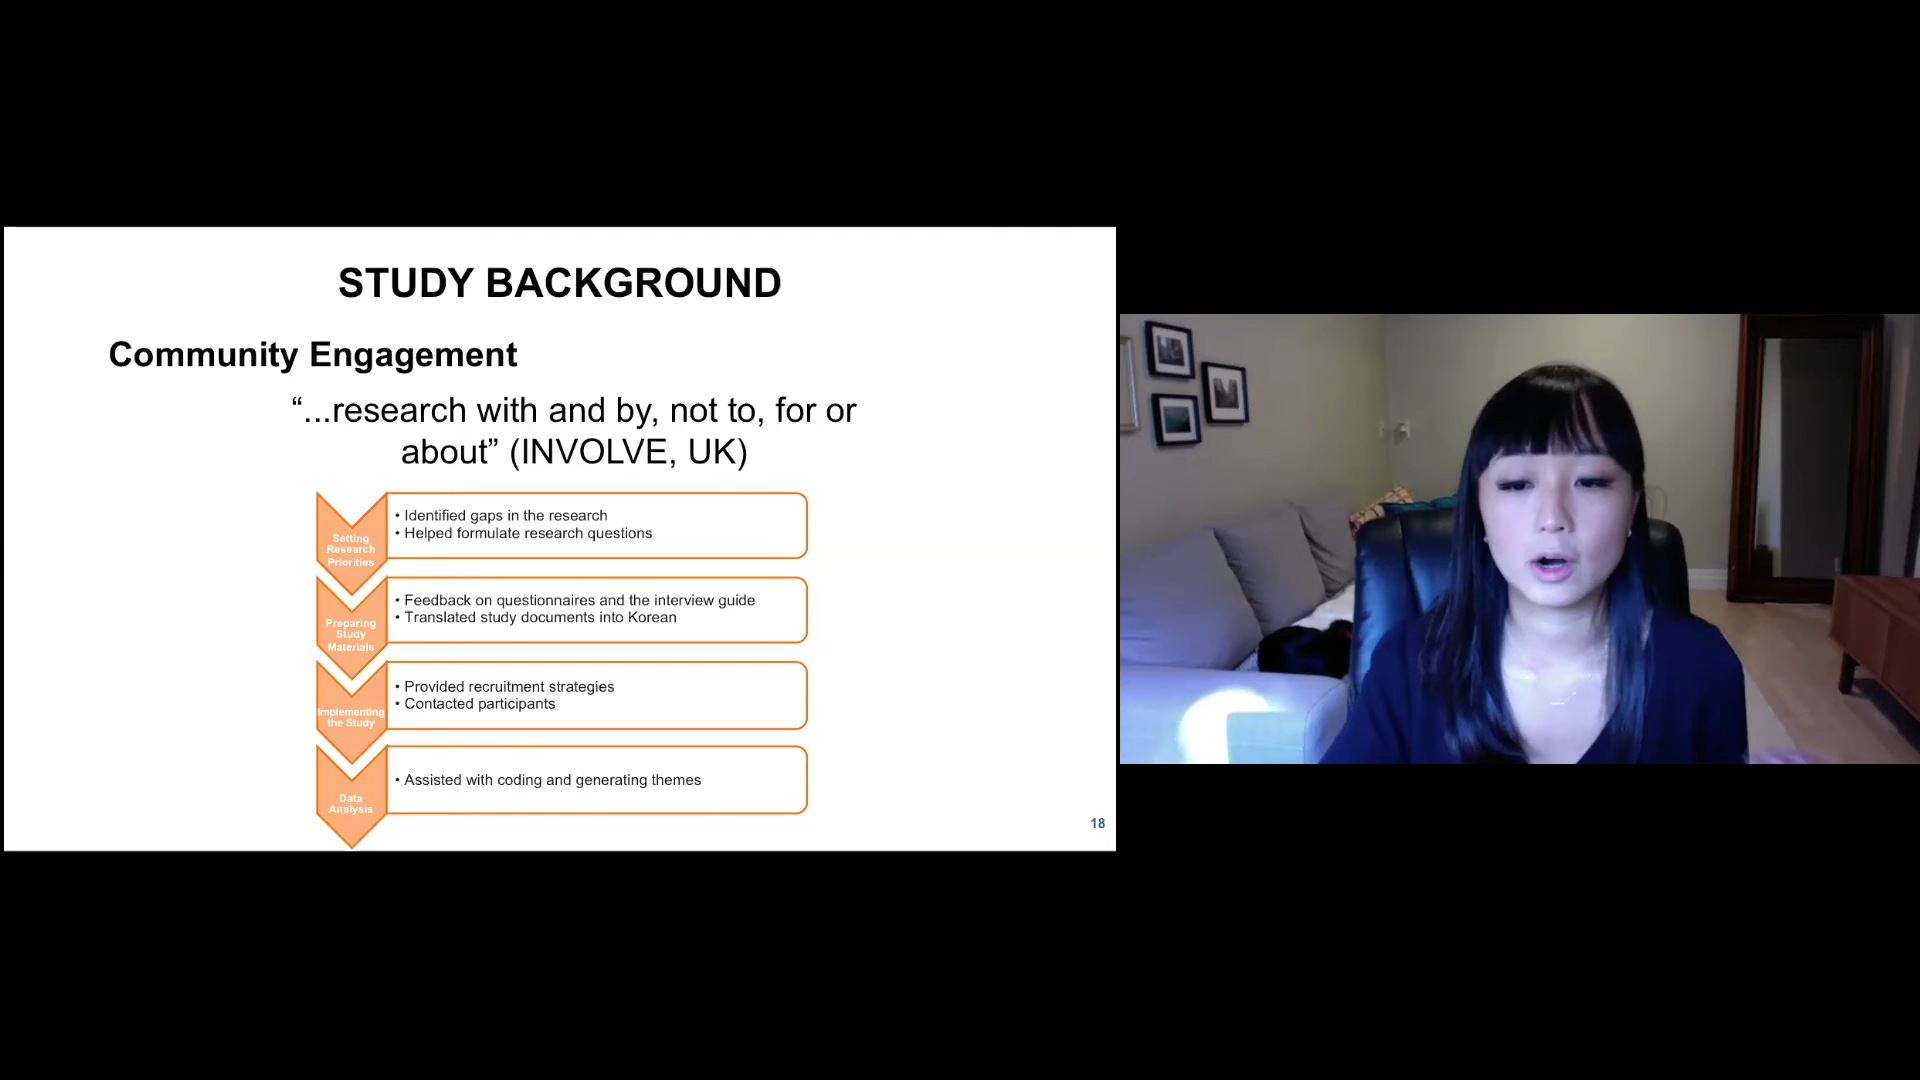 STUDY BACKGROUND
Community Engagement
“...research with and by, not to, for or
about” (INVOLVE, UK)
Setting
Research
Priorities
• Identified gaps in the research
• Helped formulate research questions
Preparing
Study
Materials
• Feedback on questionnaires and the interview guide
• Translated study documents into Korean
Implementing
the Study
• Provided recruitment strategies
• Contacted participants
Data
Analysis
• Assisted with coding and generating themes
18